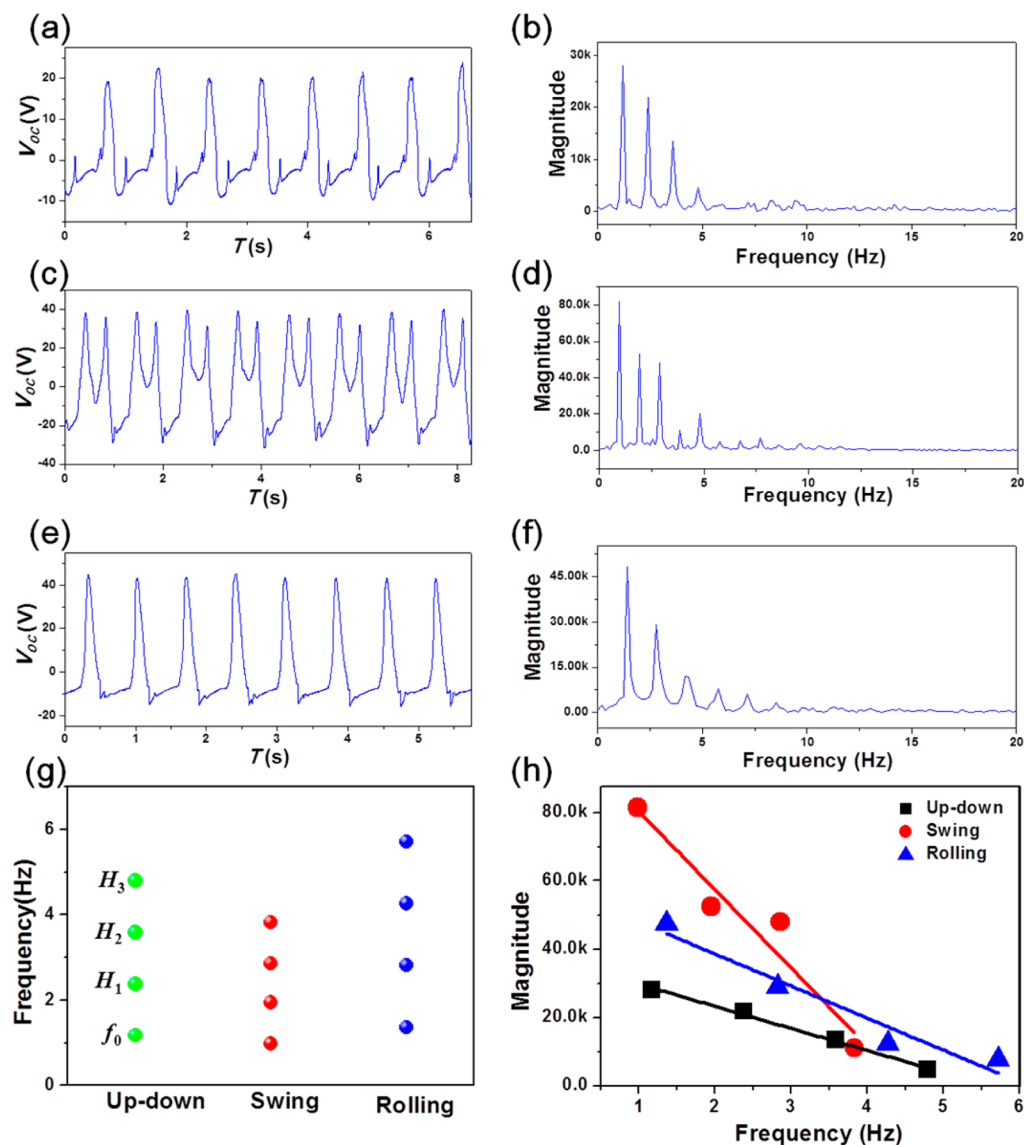 (a)
20
10
0
-10
V_OC (V)
0 2 4 6
T (s)
(b)
30k
20k
10k
0
Magnitude
0 5 10 15 20
Frequency (Hz)
(c)
40
20
0
-20
-40
V_OC (V)
0 2 4 6 8
T (s)
(d)
80.0k
60.0k
40.0k
20.0k
0.0
Magnitude
0 5 10 15 20
Frequency (Hz)
(e)
40
20
0
-20
V_OC (V)
0 1 2 3 4 5
T (s)
(f)
45.00k
30.00k
15.00k
0.00
Magnitude
0 5 10 15 20
Frequency (Hz)
(g)
6
4
2
0
Frequency(Hz)
H3
H2
H1
f0
Up-down Swing Rolling
(h)
80.0k
60.0k
40.0k
20.0k
0.0
Magnitude
Up-down
Swing
Rolling
1 2 3 4 5 6
Frequency (Hz)